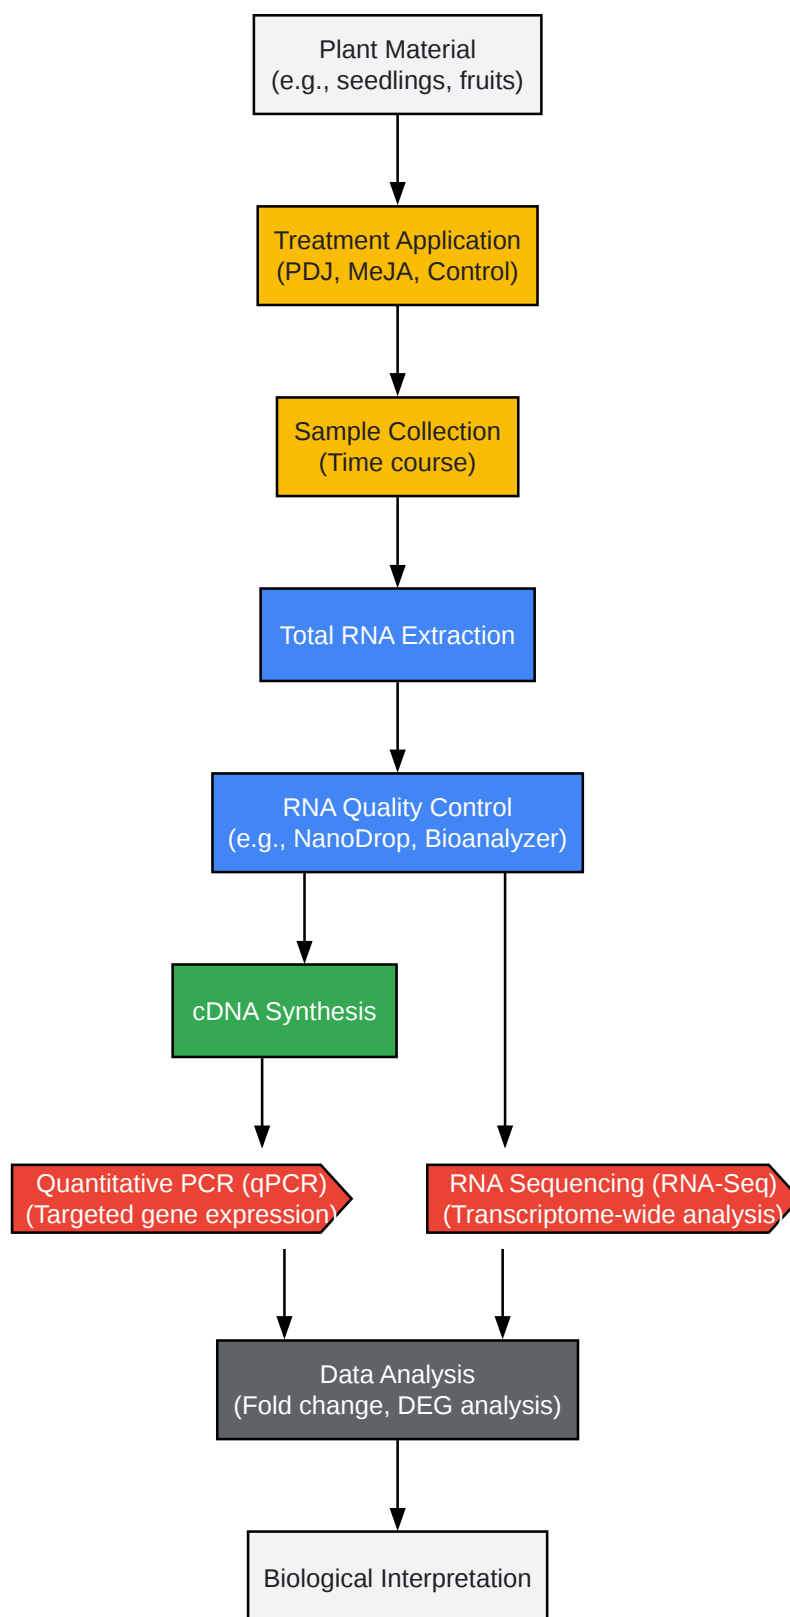 Plant Material
(e.g., seedlings, fruits)
Treatment Application
(PDJ, MeJA, Control)
Sample Collection
(Time course)
Total RNA Extraction
RNA Quality Control
(e.g., NanoDrop, Bioanalyzer)
cDNA Synthesis
Quantitative PCR (qPCR)
(Targeted gene expression)
RNA Sequencing (RNA-Seq)
(Transcriptome-wide analysis)
Data Analysis
(Fold change, DEG analysis)
Biological Interpretation